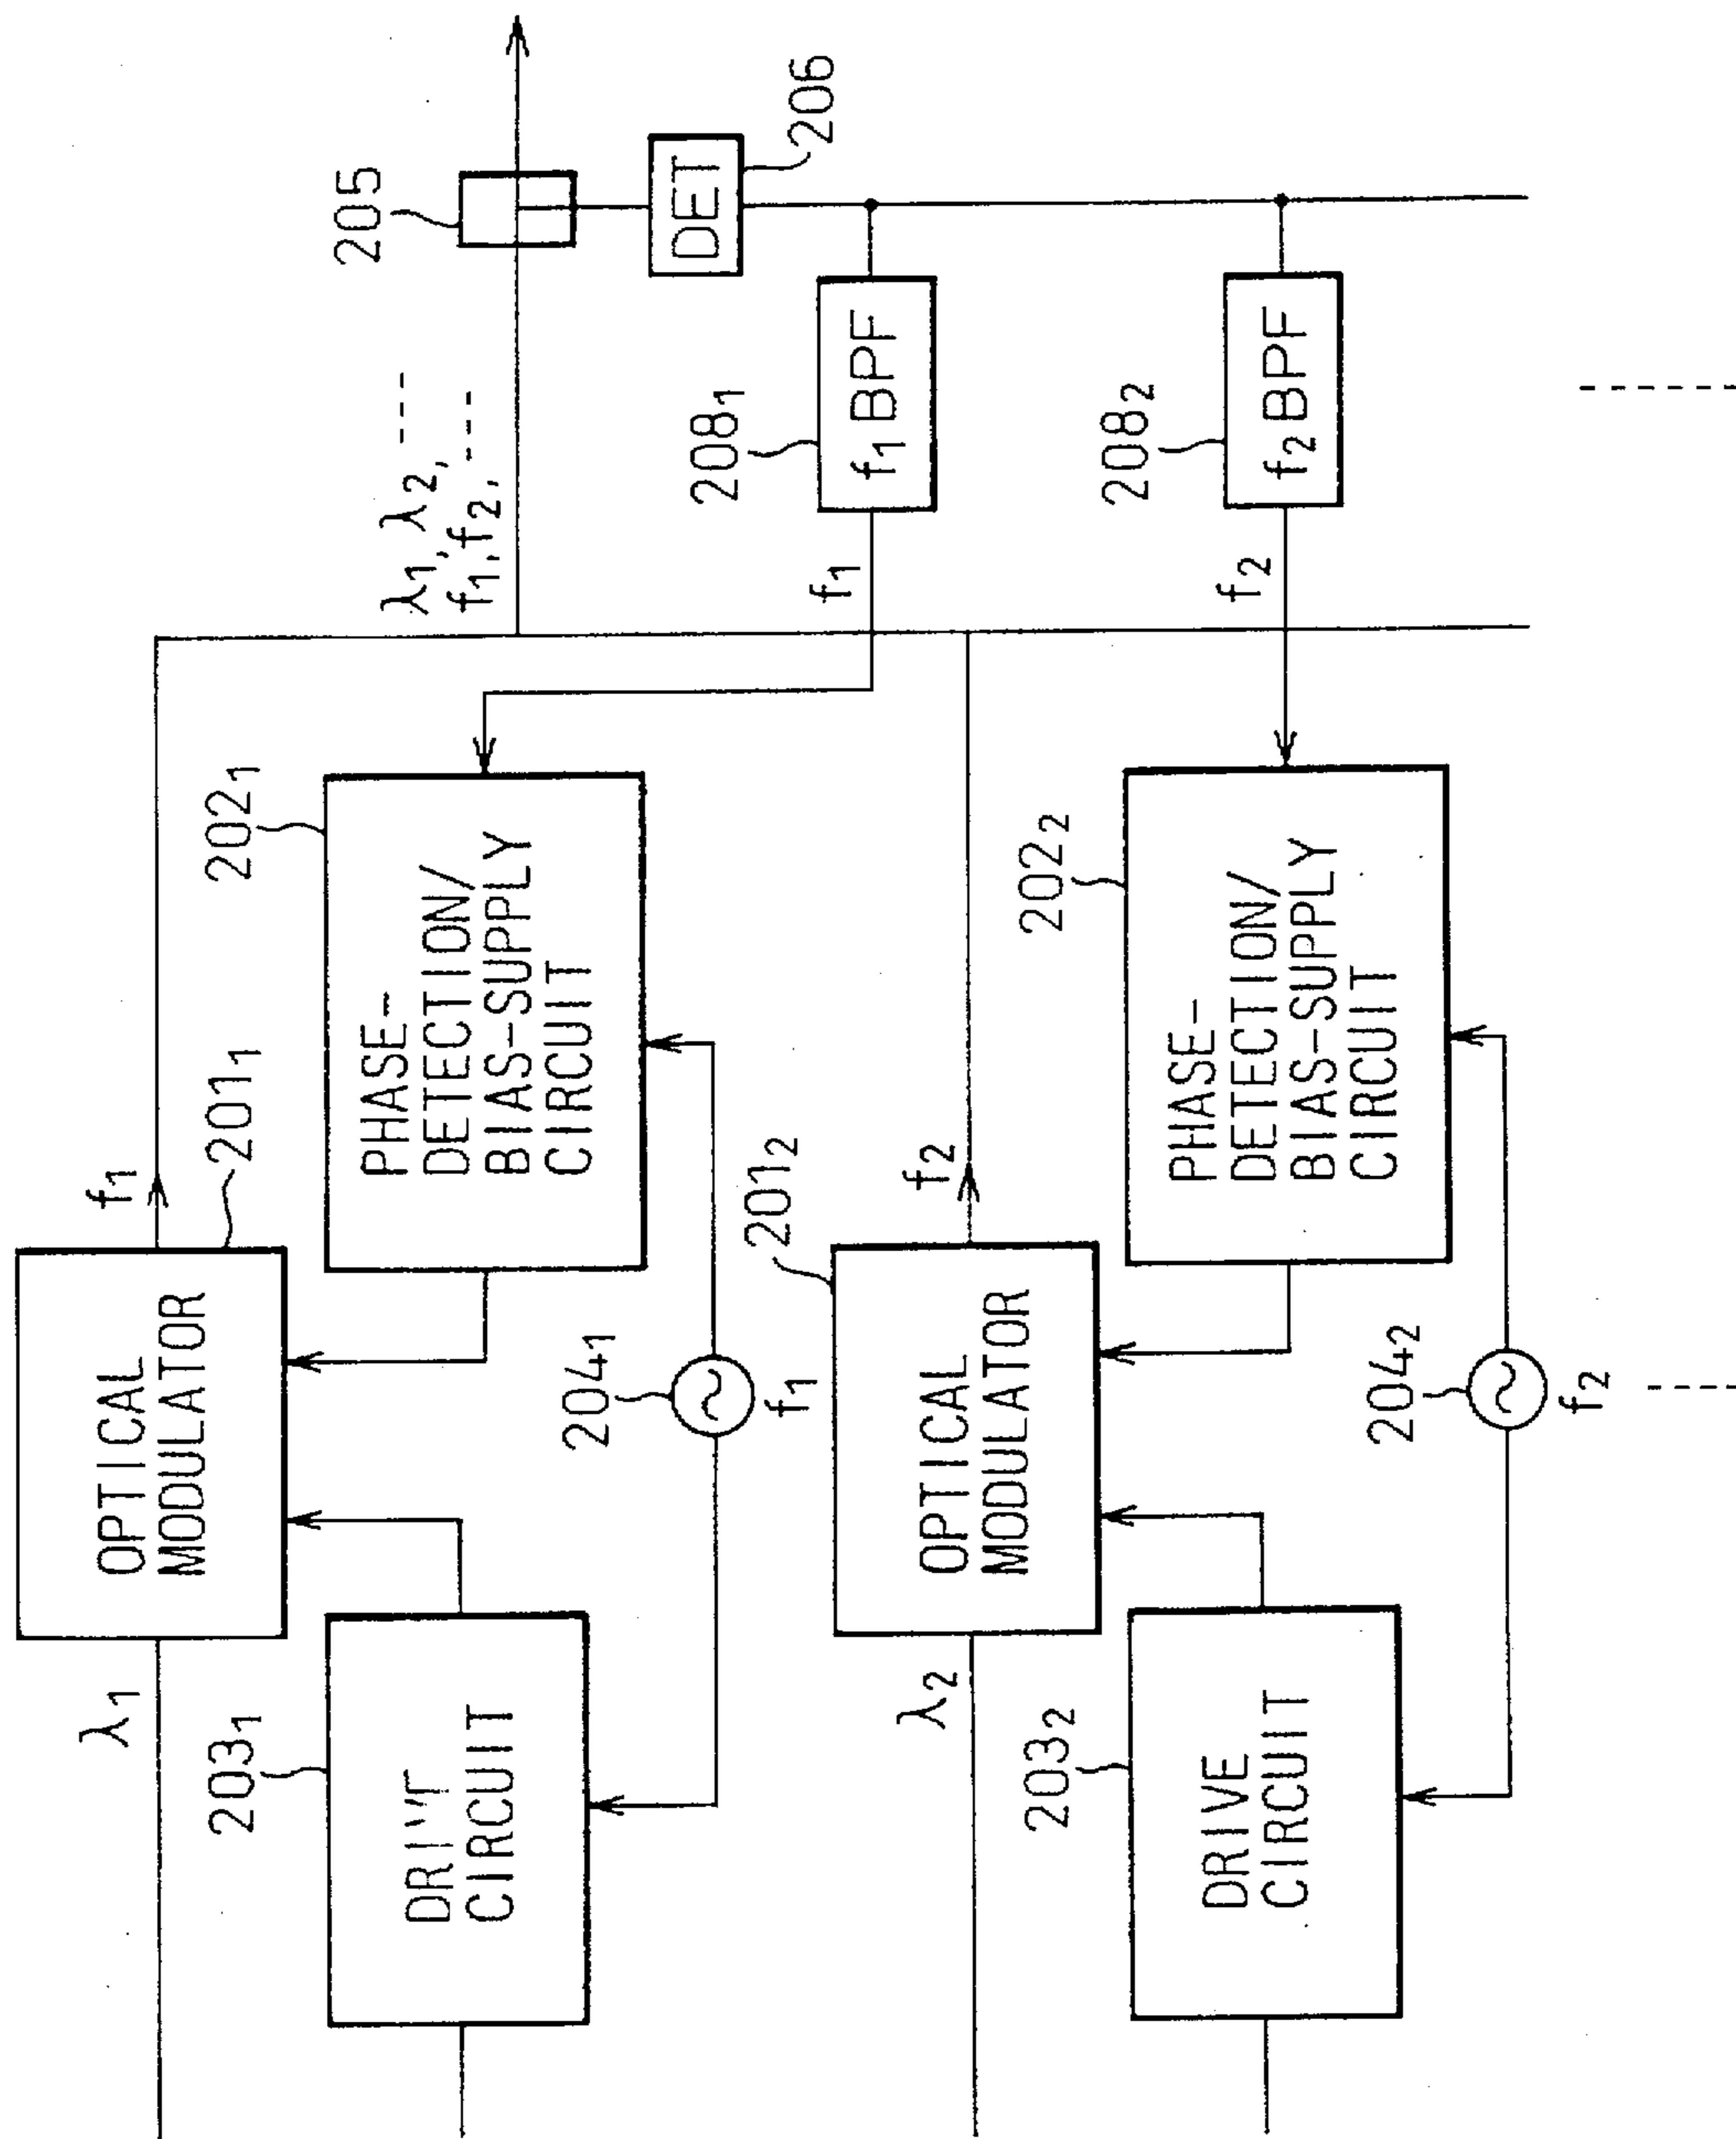 λ1
OPTICAL
MODULATOR
f1
2011
2031
CIRCUIT
2021
PHASE-
DETECTION/
BIAS-SUPPLY
CIRCUIT
2041
f1
λ1, λ2, ----
f1, f2, ----
205
DET
206
f1
2081
f1 BPF
λ2
OPTICAL
MODULATOR
f2
2012
2032
DRIVE
CIRCUIT
2022
PHASE-
DETECTION/
BIAS-SUPPLY
CIRCUIT
2042
f2
f2
2082
f2 BPF